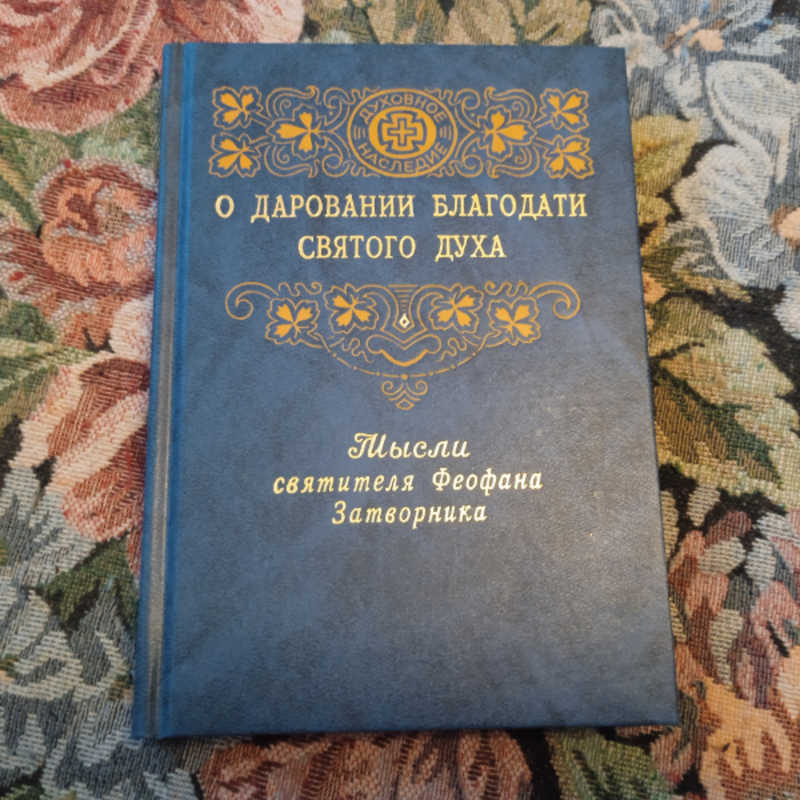 ДУХОВНОЕ
НАСЛЕДИЕ
О ДАРОВАНИИ БЛАГОДАТИ
СВЯТОГО ДУХА
Мысли
святителя Феофана
Затворника